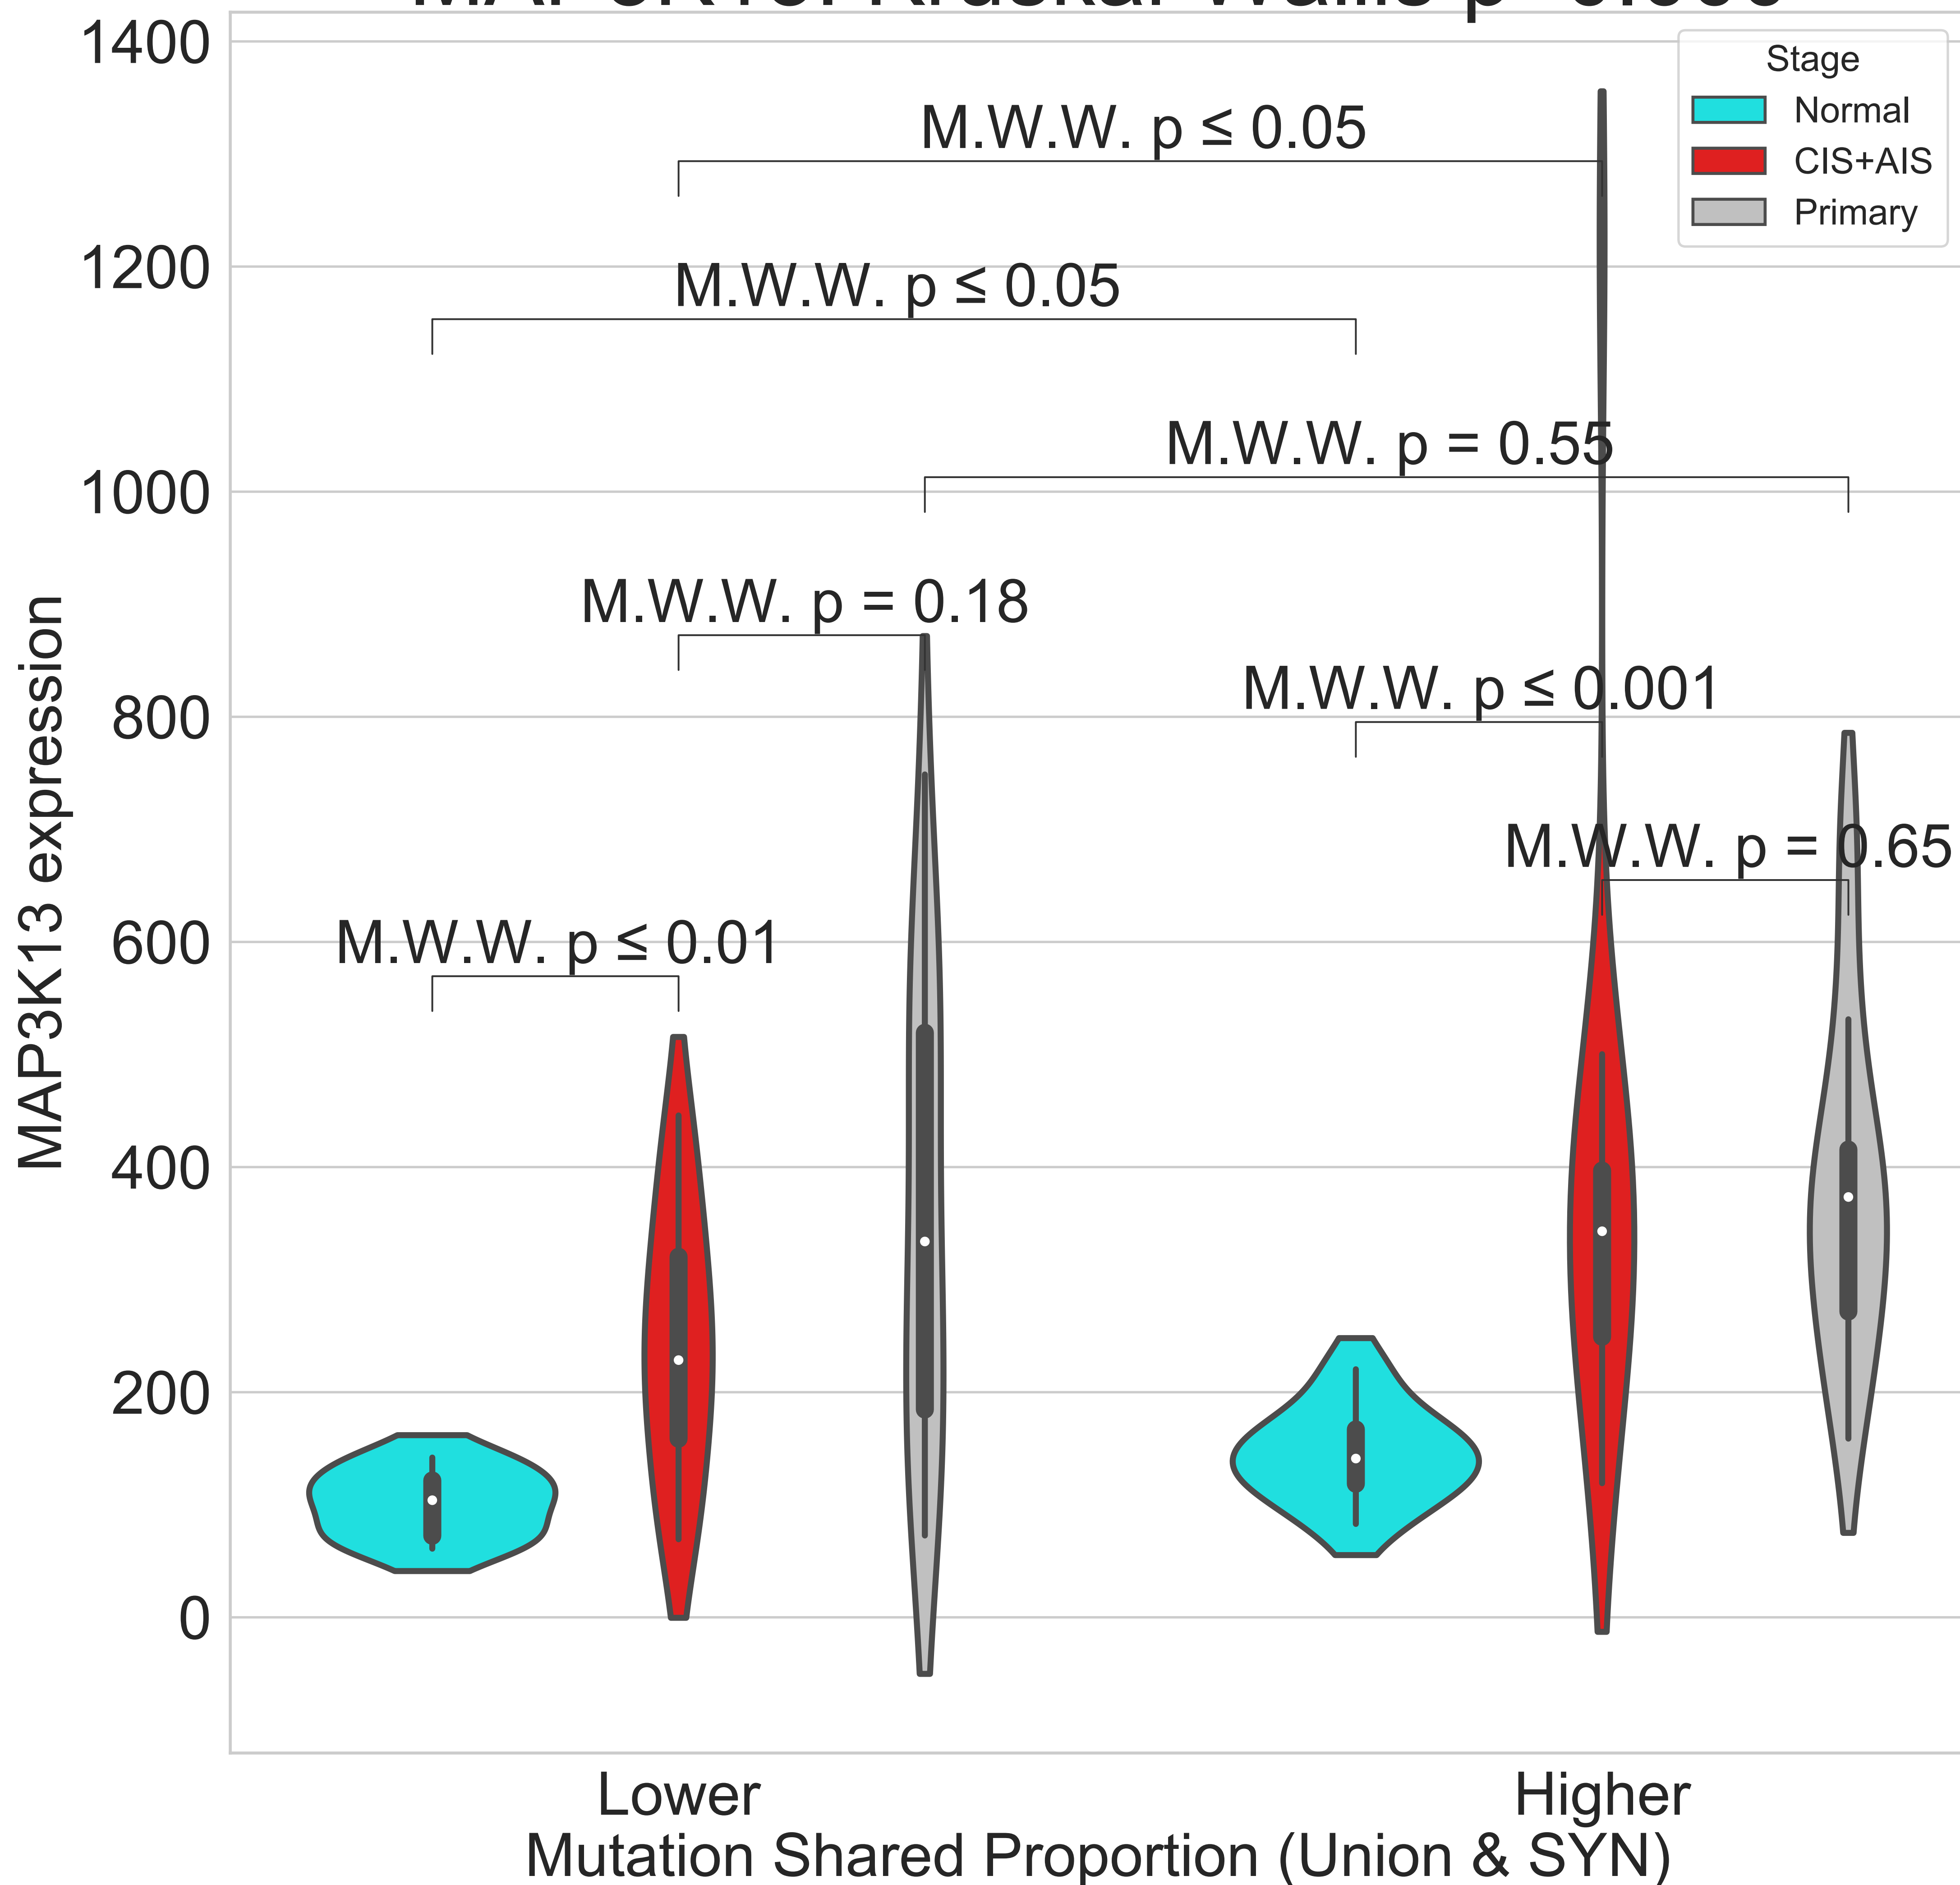 1400
1200
1000
800
600
400
200
0
MAP3K13 expression
Stage
Normal
CIS+AIS
Primary
M.W.W. p ≤ 0.05
M.W.W. p ≤ 0.05
M.W.W. p = 0.55
M.W.W. p = 0.18
M.W.W. p ≤ 0.001
M.W.W. p = 0.65
M.W.W. p ≤ 0.01
Lower
Higher
Mutation Shared Proportion (Union & SYN)